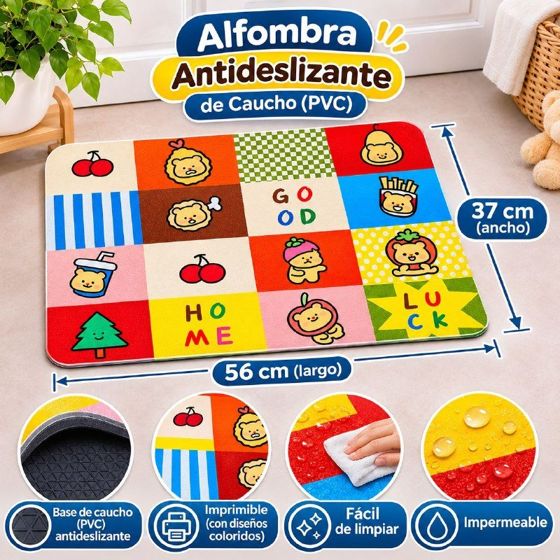 Alfombra
Antideslizante
de Caucho (PVC)
GO
OD
HO
ME
LU
CK
37 cm
(ancho)
56 cm (largo)
Base de caucho
(PVC)
antideslizante
Imprimible
(con diseños
coloridos)
Fácil
de limpiar
Impermeable